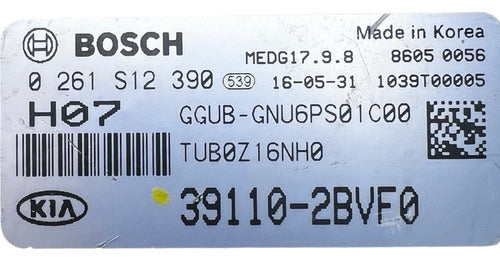 BOSCH
Made in Korea
MEDG17.9.8 8605 0056
0 261 S12 390 539 16-05-31 1039T00005
H07 GGUB-GNU6PS01C00
TUB0Z16NH0
KIA 39110-2BVF0